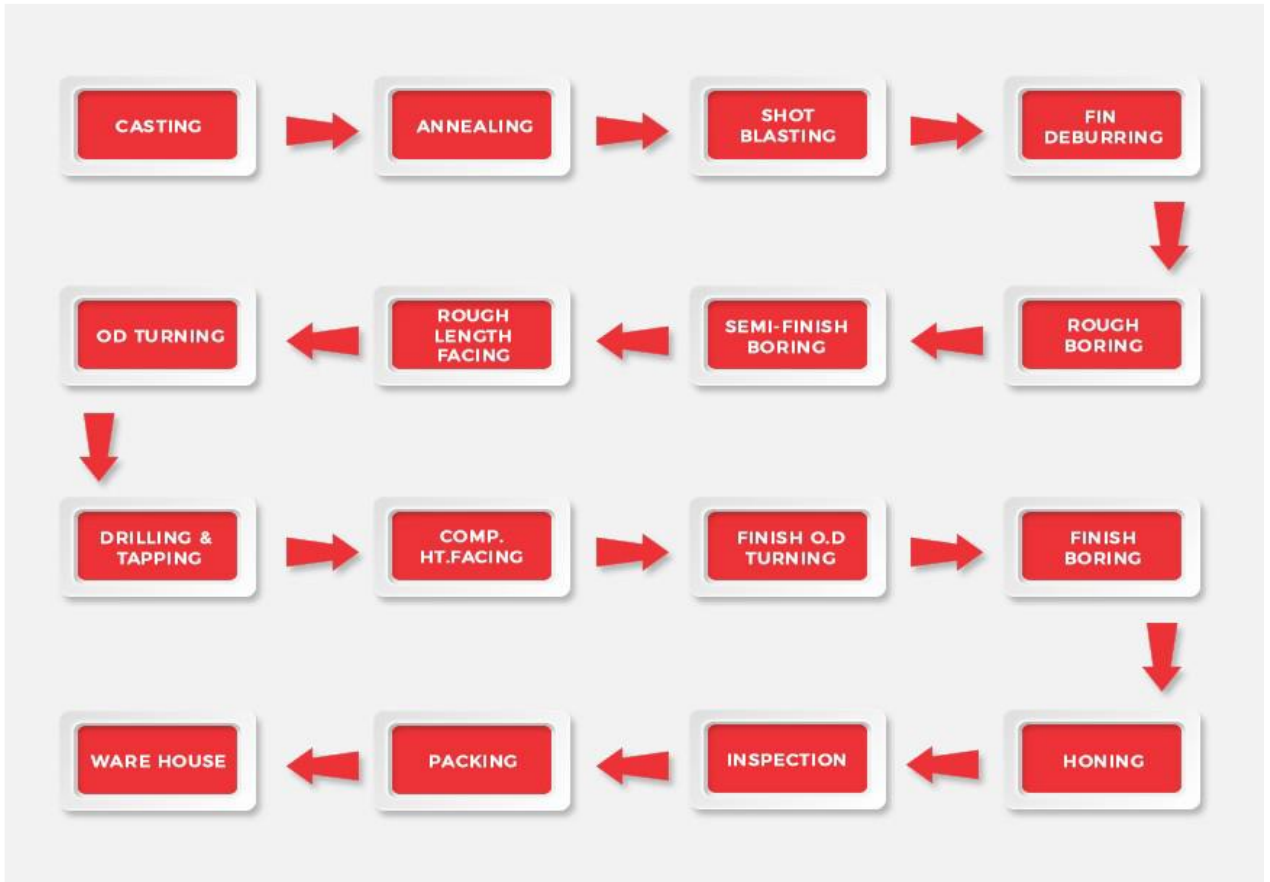 CASTING
ANNEALING
SHOT
BLASTING
FIN
DEBURRING
ROUGH
BORING
SEMI-FINISH
BORING
ROUGH
LENGTH
FACING
OD TURNING
DRILLING &
TAPPING
COMP.
HT.FACING
FINISH O.D
TURNING
FINISH
BORING
HONING
INSPECTION
PACKING
WARE HOUSE